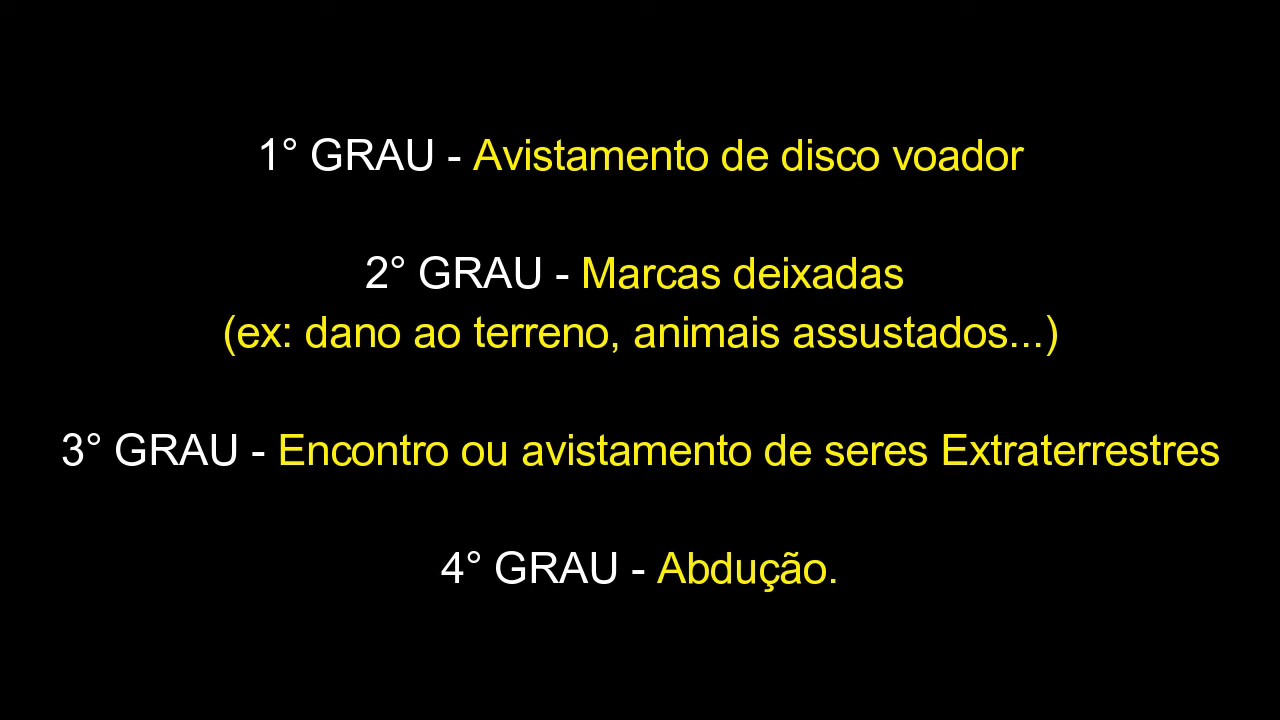 1° GRAU - Avistamento de disco voador
2° GRAU - Marcas deixadas
(ex: dano ao terreno, animais assustados...)
3° GRAU - Encontro ou avistamento de seres Extraterrestres
4° GRAU - Abdução.